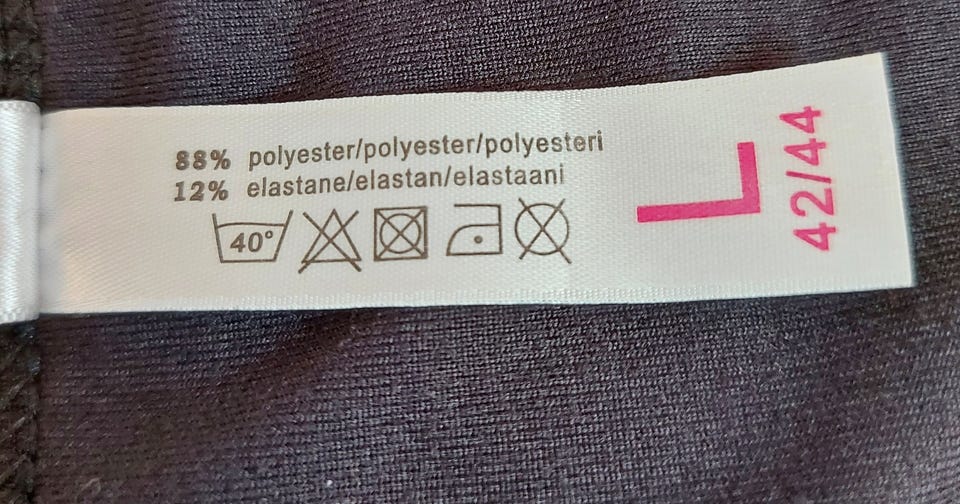 88% polyester/polyester/polyesteri
12% elastane/elastan/elastaani
40°
L
42/44